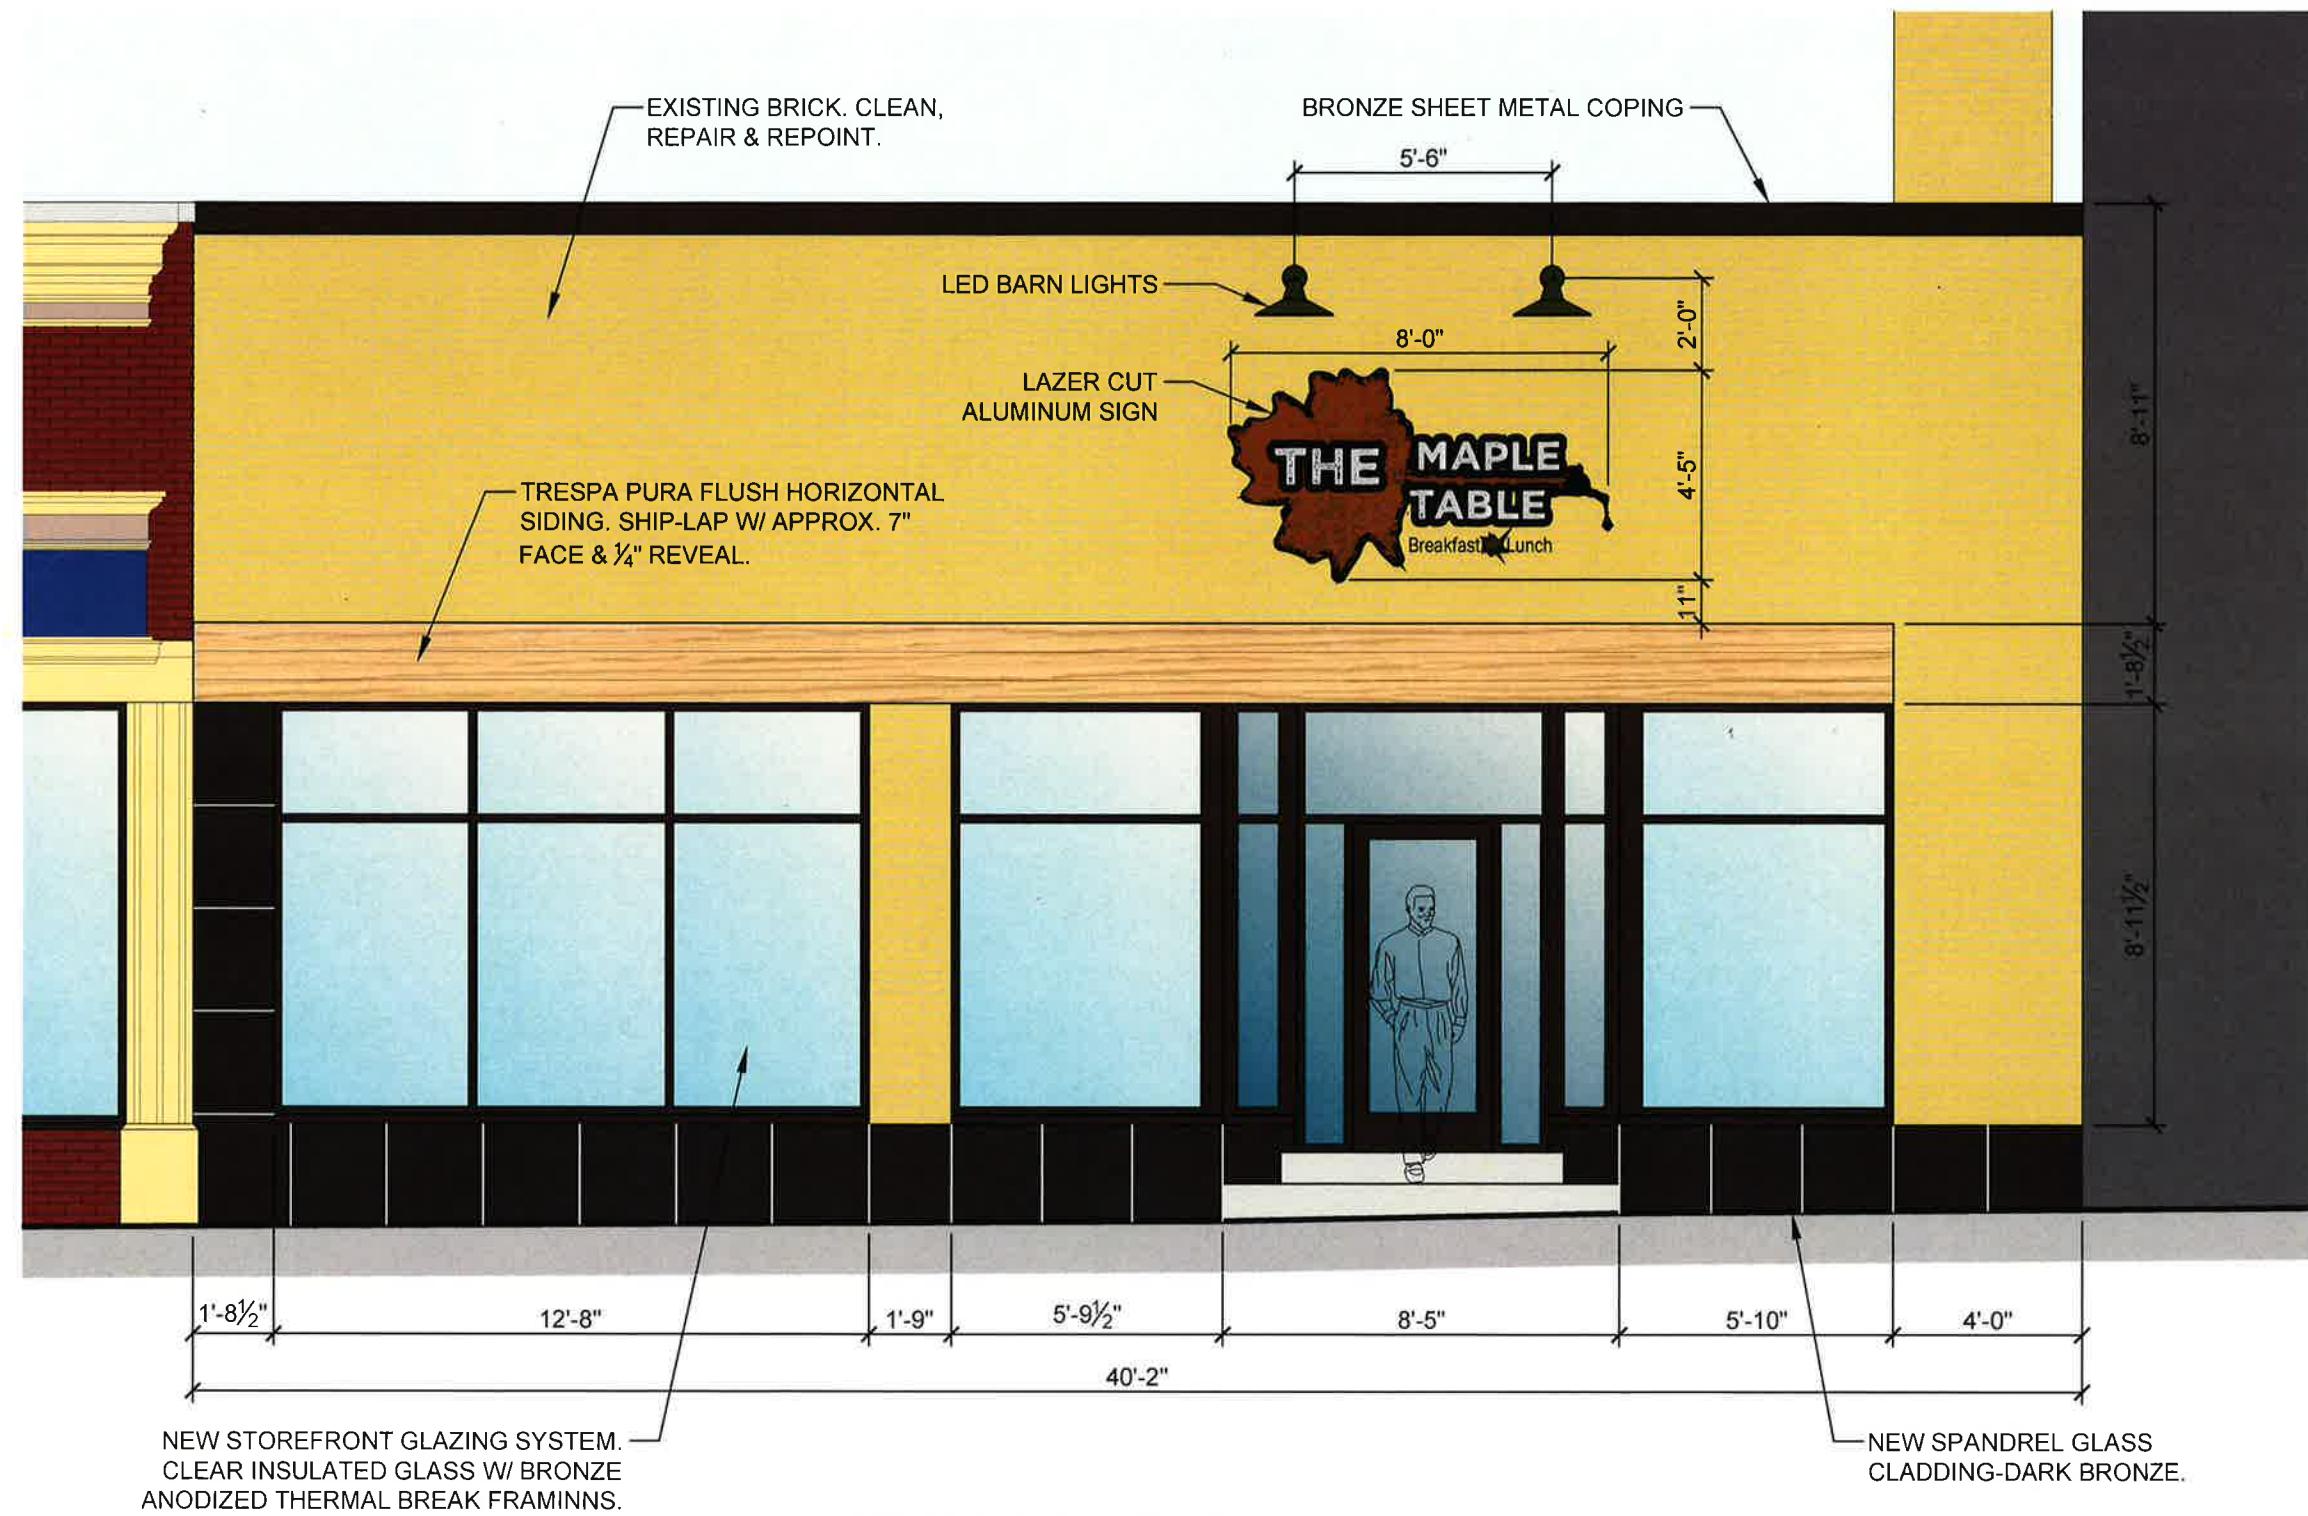 EXISTING BRICK. CLEAN,
REPAIR & REPOINT.
BRONZE SHEET METAL COPING
5'-6"
LED BARN LIGHTS
2'-0"
8'-0"
LAZER CUT
ALUMINUM SIGN
8'-11"
THE
MAPLE
TABLE
Breakfast Lunch
4'-5"
TRESPA PURA FLUSH HORIZONTAL
SIDING. SHIP-LAP W/ APPROX. 7"
FACE & ¼" REVEAL.
11"
1'-8½"
8'-11½"
1'-8½"
12'-8"
1'-9"
5'-9½"
8'-5"
5'-10"
4'-0"
40'-2"
NEW STOREFRONT GLAZING SYSTEM.
CLEAR INSULATED GLASS W/ BRONZE
ANODIZED THERMAL BREAK FRAMINNS.
NEW SPANDREL GLASS
CLADDING-DARK BRONZE.